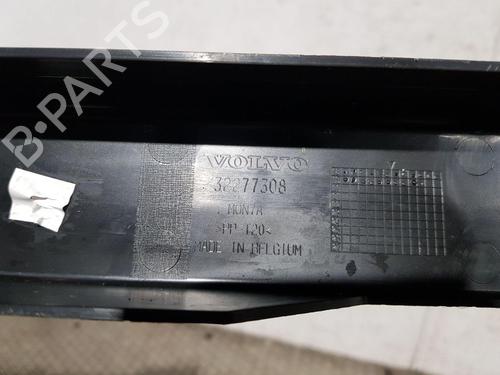 B-PARTS
VOLVO
32277308
MONTA
>PP T20<
MADE IN BELGIUM